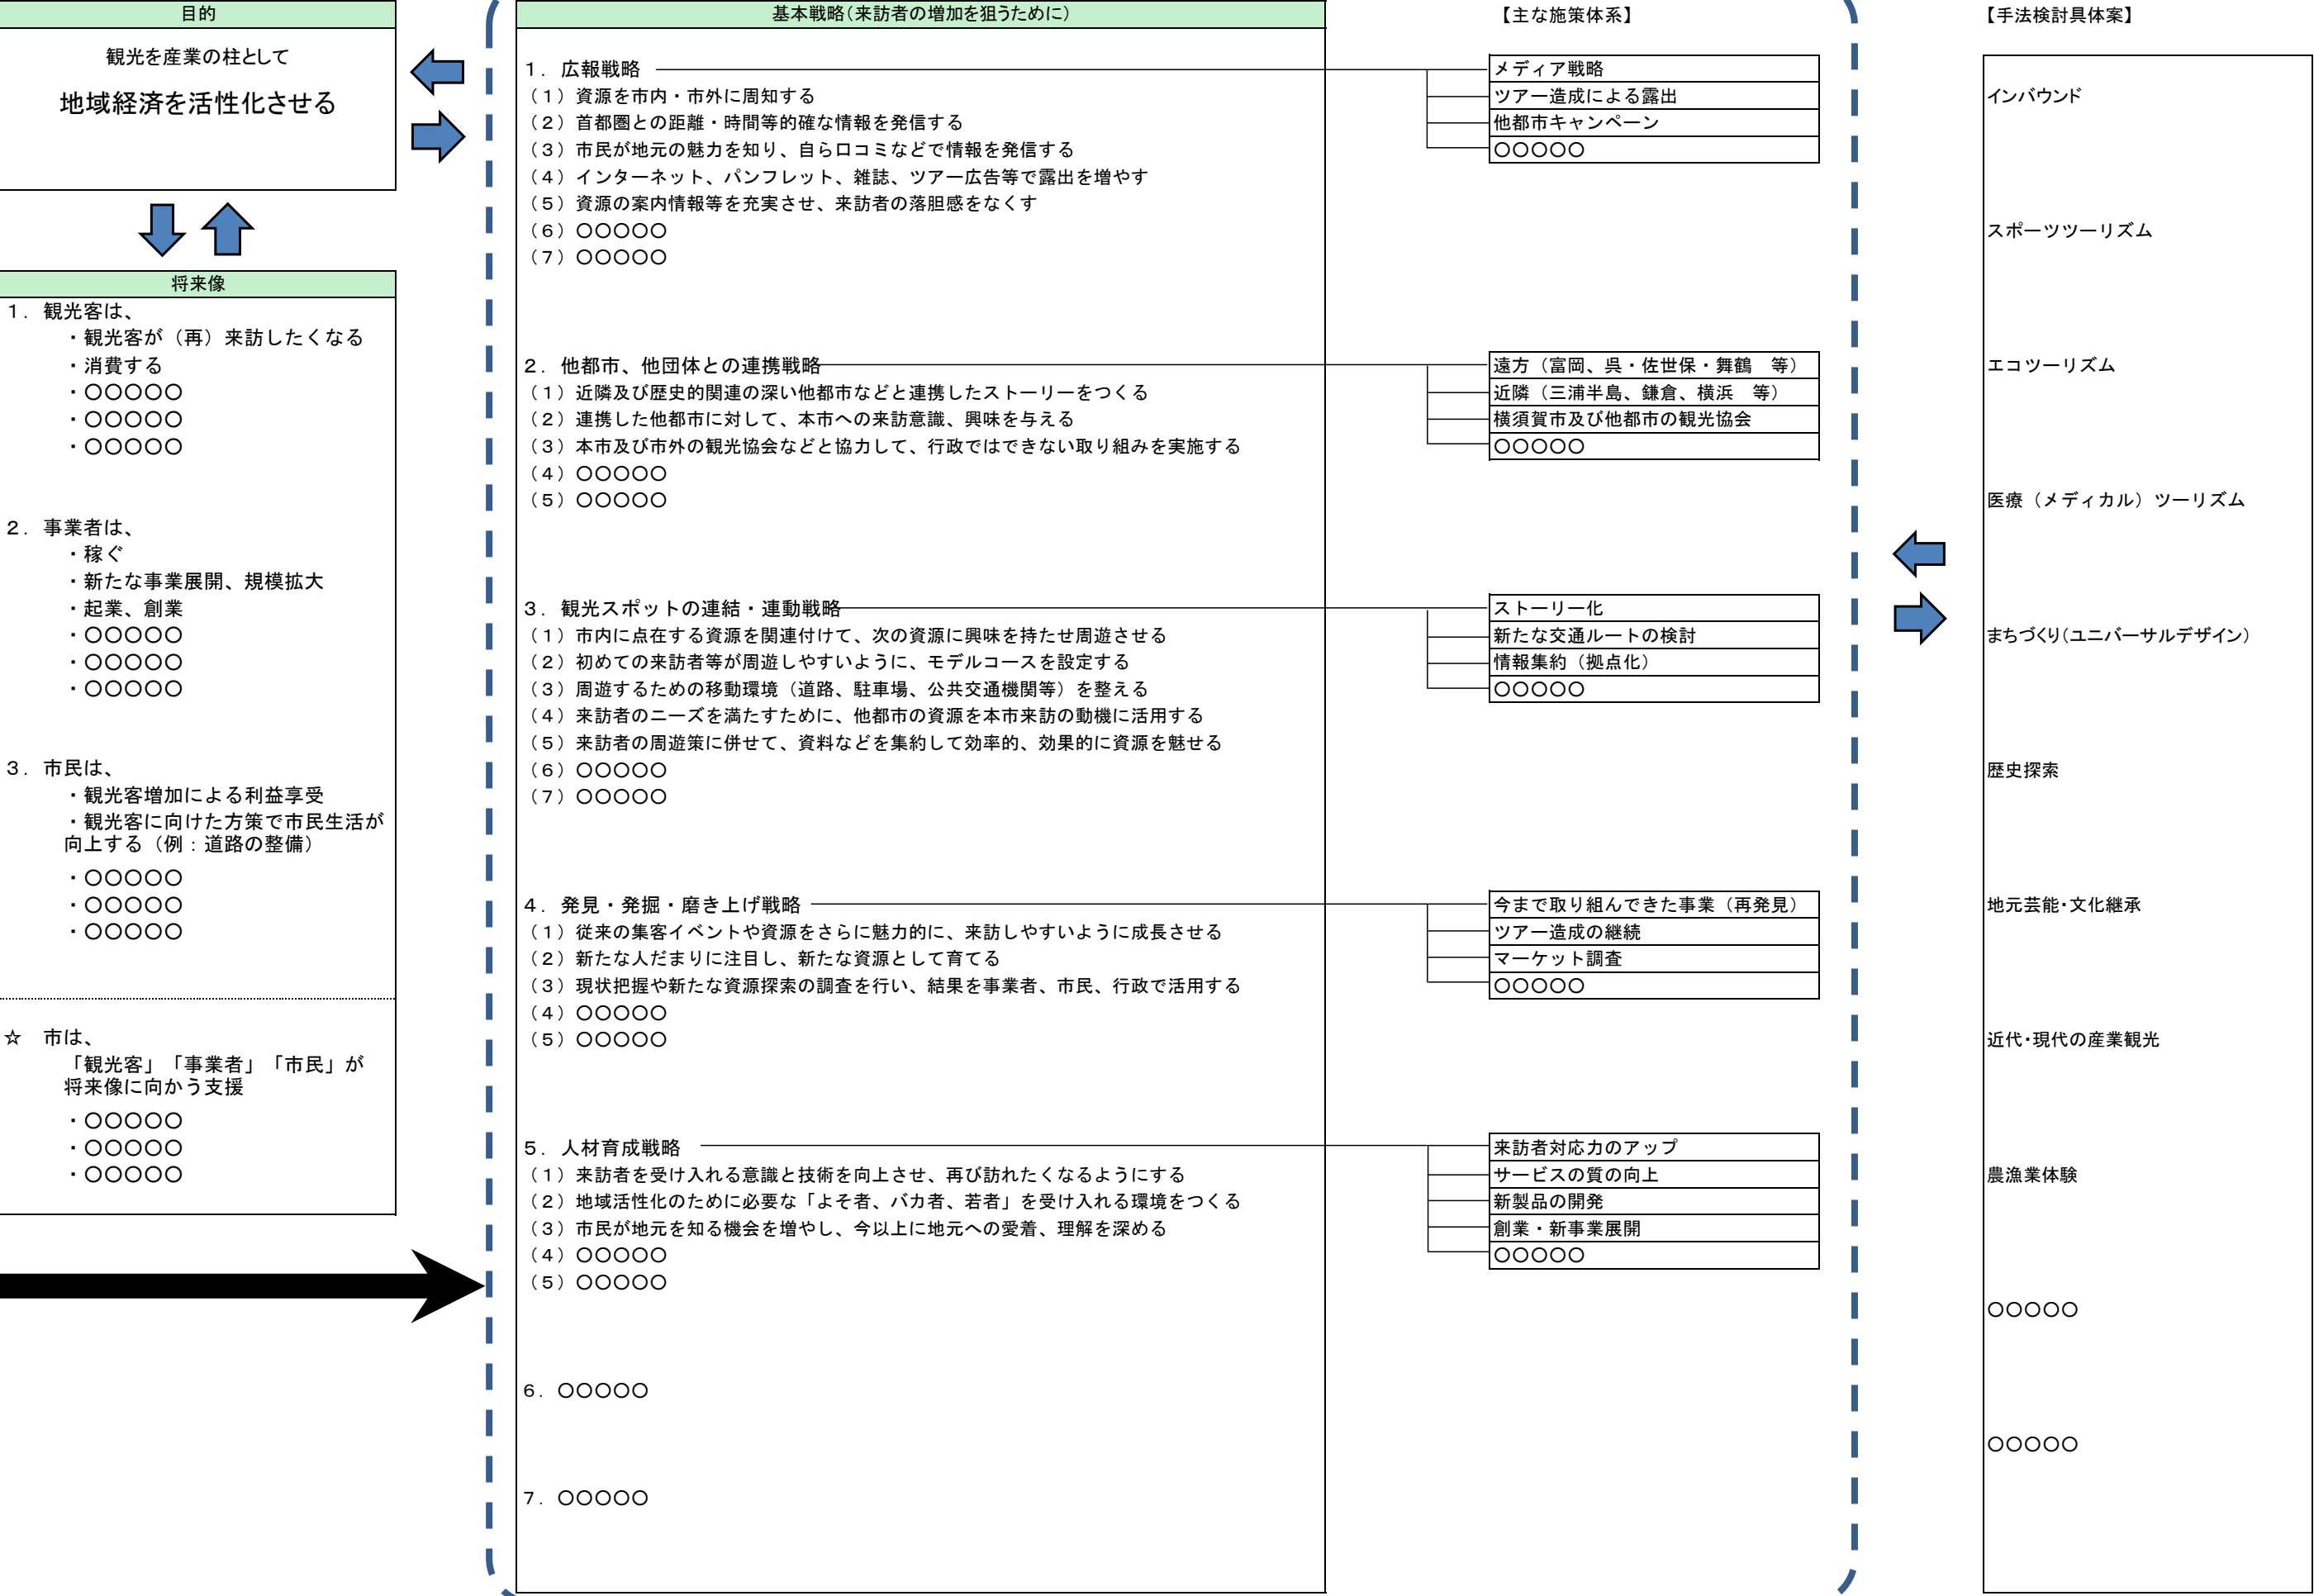 目的
観光を産業の柱として
地域経済を活性化させる
将来像
１．観光客は、
・観光客が（再）来訪したくなる
・消費する
・〇〇〇〇〇
・〇〇〇〇〇
・〇〇〇〇〇
２．事業者は、
・稼ぐ
・新たな事業展開、規模拡大
・起業、創業
・〇〇〇〇〇
・〇〇〇〇〇
・〇〇〇〇〇
３．市民は、
・観光客増加による利益享受
・観光客に向けた方策で市民生活が
向上する（例：道路の整備）
・〇〇〇〇〇
・〇〇〇〇〇
・〇〇〇〇〇
☆　市は、
「観光客」「事業者」「市民」が
将来像に向かう支援
・〇〇〇〇〇
・〇〇〇〇〇
・〇〇〇〇〇
基本戦略（来訪者の増加を狙うために）
１．広報戦略
（１）資源を市内・市外に周知する
（２）首都圏との距離・時間等的確な情報を発信する
（３）市民が地元の魅力を知り、自ら口コミなどで情報を発信する
（４）インターネット、パンフレット、雑誌、ツアー広告等で露出を増やす
（５）資源の案内情報等を充実させ、来訪者の落胆感をなくす
（６）〇〇〇〇〇
（７）〇〇〇〇〇
２．他都市、他団体との連携戦略
（１）近隣及び歴史的関連の深い他都市などと連携したストーリーをつくる
（２）連携した他都市に対して、本市への来訪意識、興味を与える
（３）本市及び市外の観光協会などと協力して、行政ではできない取り組みを実施する
（４）〇〇〇〇〇
（５）〇〇〇〇〇
３．観光スポットの連結・連動戦略
（１）市内に点在する資源を関連付けて、次の資源に興味を持たせ周遊させる
（２）初めての来訪者等が周遊しやすいように、モデルコースを設定する
（３）周遊するための移動環境（道路、駐車場、公共交通機関等）を整える
（４）来訪者のニーズを満たすために、他都市の資源を本市来訪の動機に活用する
（５）来訪者の周遊策に併せて、資料などを集約して効率的、効果的に資源を魅せる
（６）〇〇〇〇〇
（７）〇〇〇〇〇
４．発見・発掘・磨き上げ戦略
（１）従来の集客イベントや資源をさらに魅力的に、来訪しやすいように成長させる
（２）新たな人だまりに注目し、新たな資源として育てる
（３）現状把握や新たな資源探索の調査を行い、結果を事業者、市民、行政で活用する
（４）〇〇〇〇〇
（５）〇〇〇〇〇
５．人材育成戦略
（１）来訪者を受け入れる意識と技術を向上させ、再び訪れたくなるようにする
（２）地域活性化のために必要な「よそ者、バカ者、若者」を受け入れる環境をつくる
（３）市民が地元を知る機会を増やし、今以上に地元への愛着、理解を深める
（４）〇〇〇〇〇
（５）〇〇〇〇〇
６．〇〇〇〇〇
７．〇〇〇〇〇
【主な施策体系】
メディア戦略
ツアー造成による露出
他都市キャンペーン
〇〇〇〇〇
遠方（富岡、呉・佐世保・舞鶴　等）
近隣（三浦半島、鎌倉、横浜　等）
横須賀市及び他都市の観光協会
〇〇〇〇〇
ストーリー化
新たな交通ルートの検討
情報集約（拠点化）
〇〇〇〇〇
今まで取り組んできた事業（再発見）
ツアー造成の継続
マーケット調査
〇〇〇〇〇
来訪者対応力のアップ
サービスの質の向上
新製品の開発
創業・新事業展開
〇〇〇〇〇
【手法検討具体案】
インバウンド
スポーツツーリズム
エコツーリズム
医療（メディカル）ツーリズム
まちづくり（ユニバーサルデザイン）
歴史探索
地元芸能・文化継承
近代・現代の産業観光
農漁業体験
〇〇〇〇〇
〇〇〇〇〇